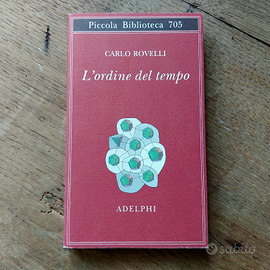 Piccola Biblioteca 705
CARLO ROVELLI
L'ordine del tempo
ADELPHI
subito